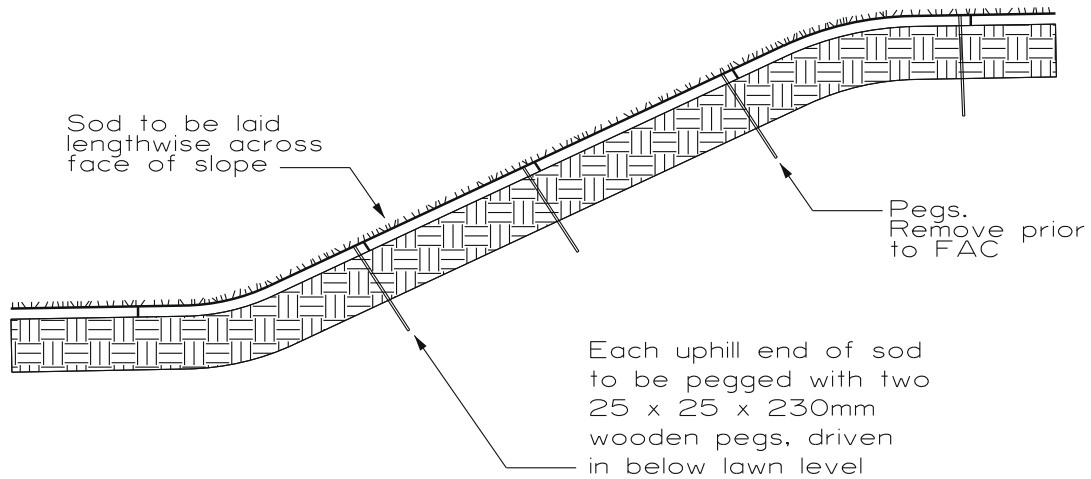 Sod to be laid
lengthwise across
face of slope
Pegs.
Remove prior
to FAC
Each uphill end of sod
to be pegged with two
25 x 25 x 230mm
wooden pegs, driven
in below lawn level